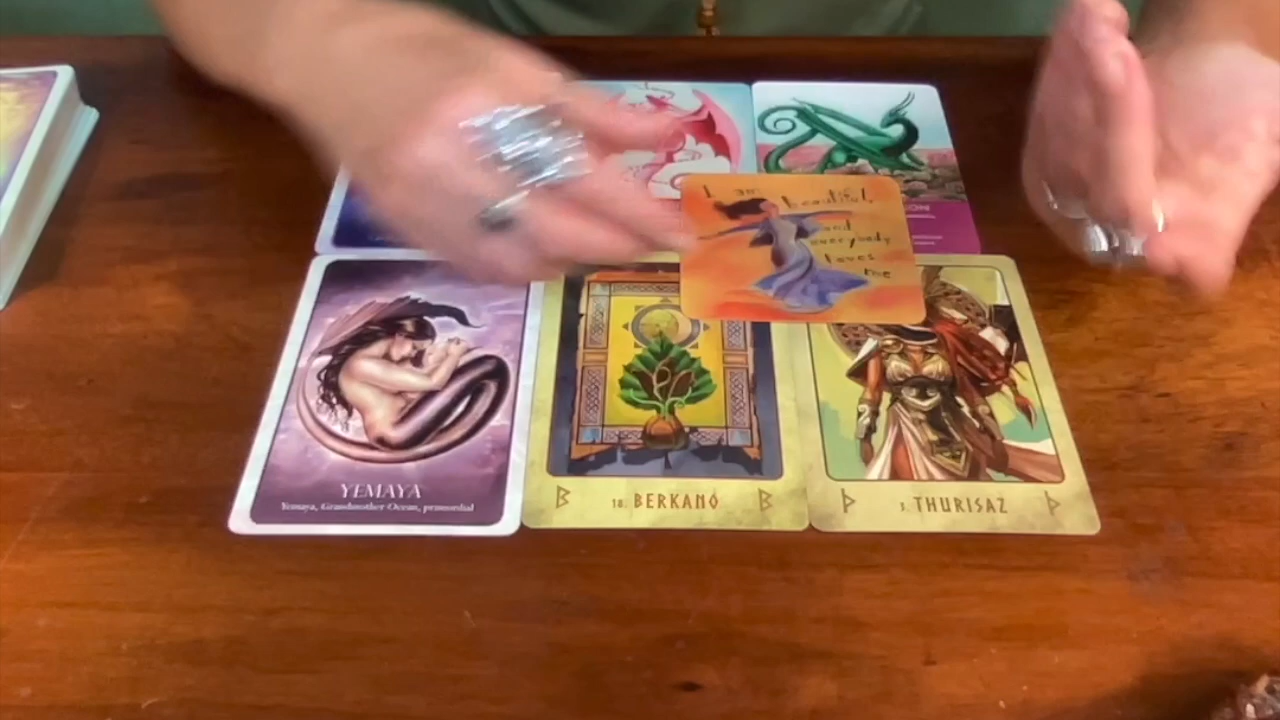 I am
beautiful,
and
everybody
loves
me
YEMAYA
Yemaya, Grandmother Ocean, primordial
ᛒ 18. BERKANO ᛒ
ᚦ 3. THURISAZ ᚦ